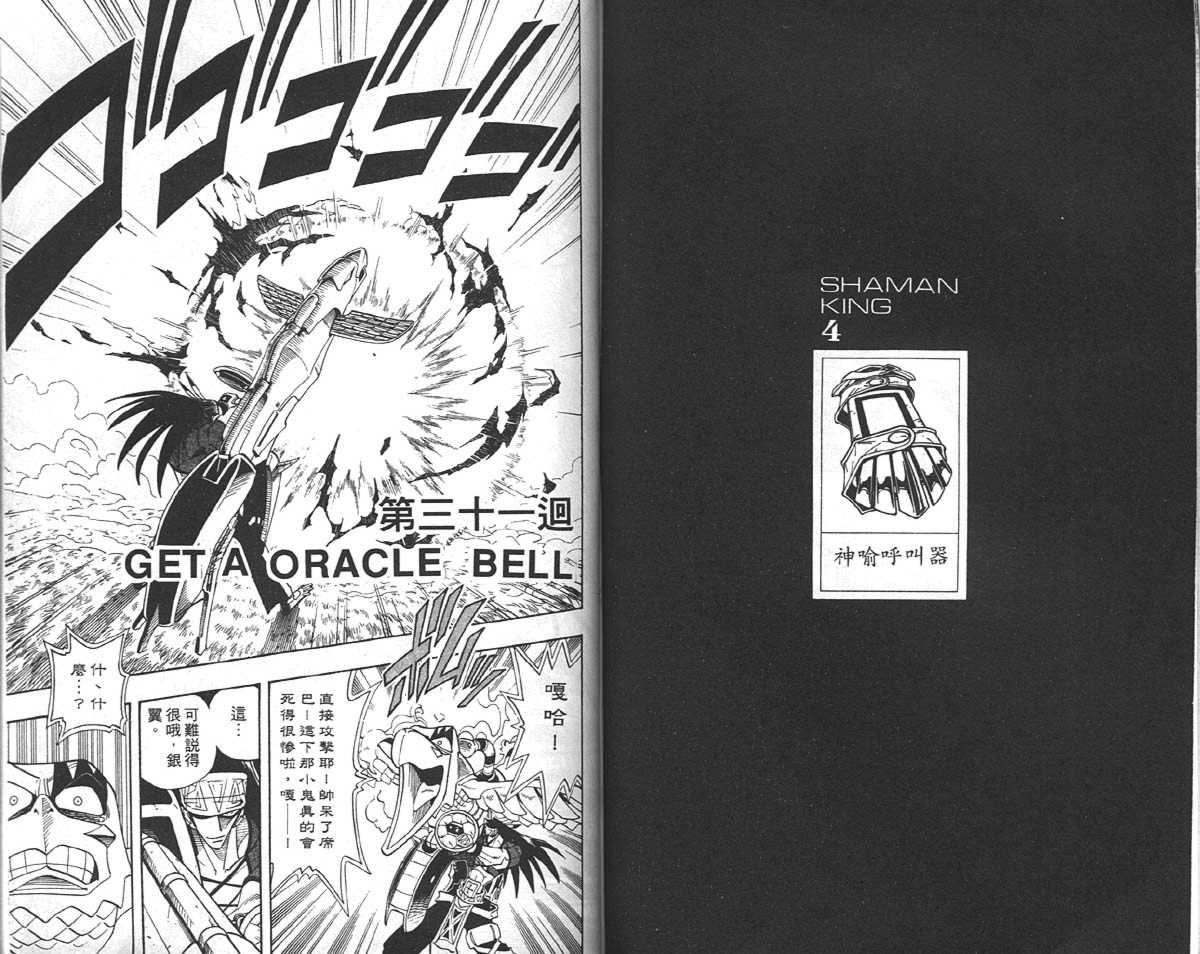 SHAMAN
KING
4
神喻呼叫器
ゴゴゴゴゴ
第三十一迴
GET A ORACLE BELL
嘎哈！
直接攻擊耶！帥呆了席
巴！這下那小鬼真的會
死得很慘啦，嘎——
這…
可難説得
很哦，銀
翼。
什、什
麼…？